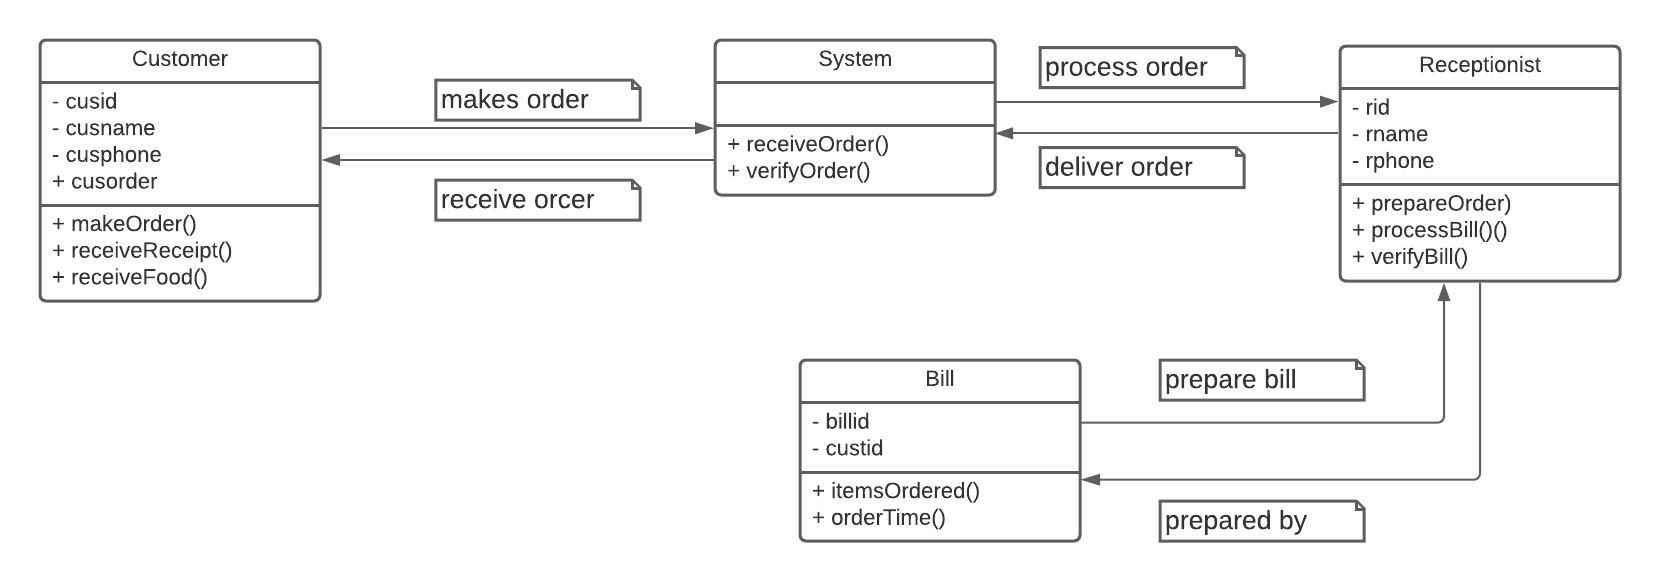 Customer
- cusid
- cusname
- cusphone
+ cusorder
+ makeOrder()
+ receiveReceipt()
+ receiveFood()
makes order
receive orcer
System
+ receiveOrder()
+ verifyOrder()
process order
deliver order
Receptionist
- rid
- rname
- rphone
+ prepareOrder)
+ processBill()()
+ verifyBill()
Bill
- billid
- custid
+ itemsOrdered()
+ orderTime()
prepare bill
prepared by